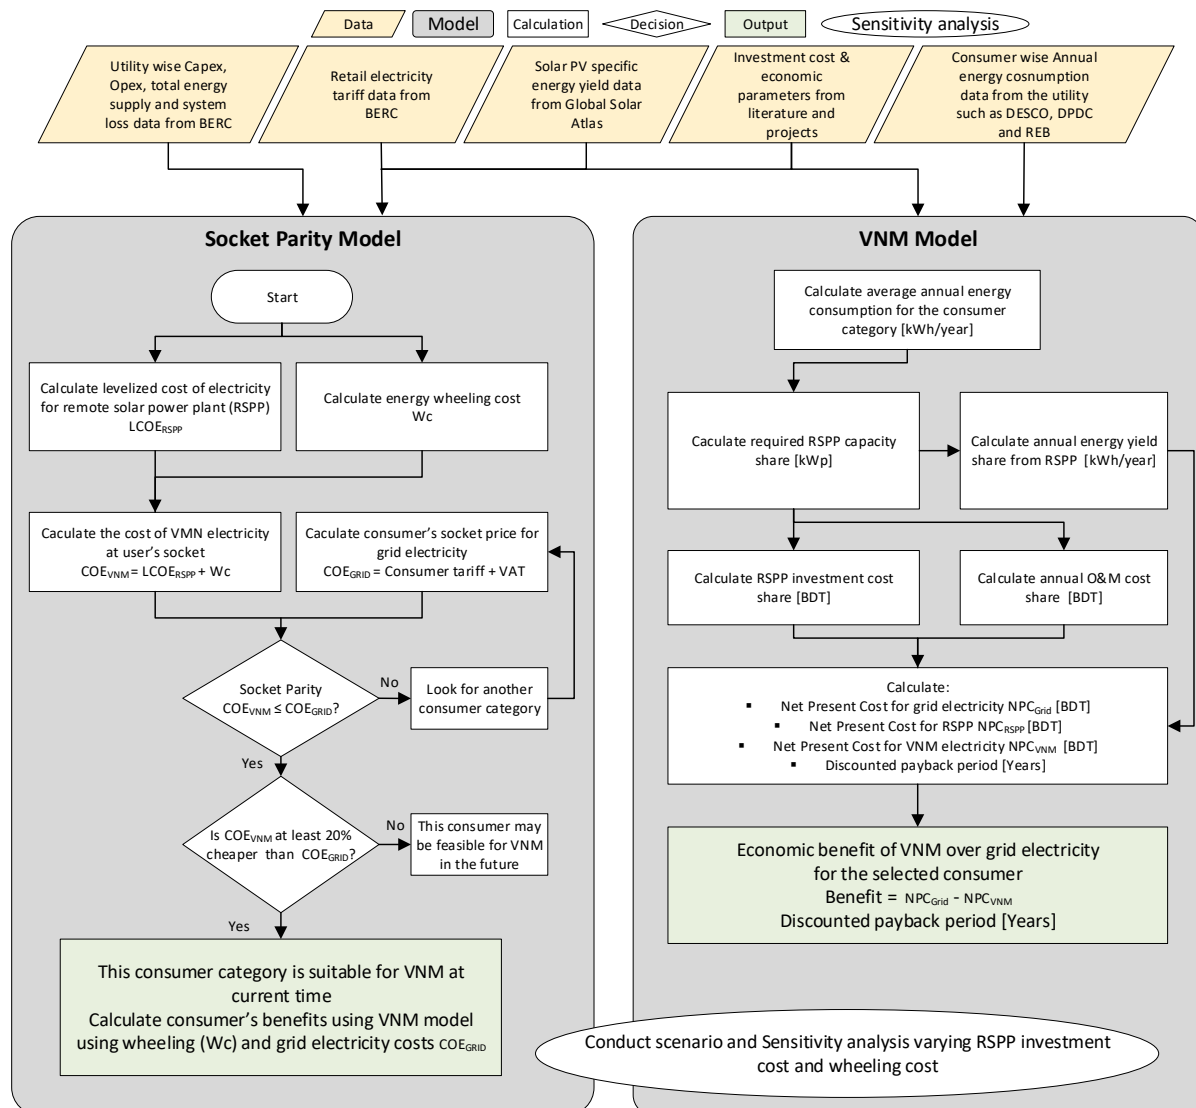 Data
Model
Calculation
Decision
Output
Sensitivity analysis
Utility wise Capex,
Opex, total energy
supply and system
loss data from BERC
Retail electricity
tariff data from
BERC
Solar PV specific
energy yield data
from Global Solar
Atlas
Investment cost &
economic
parameters from
literature and
projects
Consumer wise Annual
energy cosnumption
data from the utility
such as DESCO, DPDC
and REB
Socket Parity Model
Start
Calculate levelized cost of electricity
for remote solar power plant (RSPP)
LCOERSPP
Calculate energy wheeling cost
Wc
Caculate the cost of VMN electricity
at user's socket
COEVNM = LCOERSPP + Wc
Caculate consumer's socket price for
grid electricity
COEGRID = Consumer tariff + VAT
Socket Parity
COEVNM ≤ COEGRID?
No
Look for another
consumer category
Yes
Is COEVNM at least 20%
cheaper than COEGRID?
No
This consumer may
be feasible for VNM
in the future
Yes
This consumer category is suitable for VNM at
current time
Calculate consumer's benefits using VNM model
using wheeling (Wc) and grid electricity costs COEGRID
VNM Model
Calculate average annual energy
consumption for the consumer
category [kWh/year]
Caculate required RSPP capacity
share [kWp]
Calculate annual energy yield
share from RSPP [kWh/year]
Calculate RSPP investment cost
share [BDT]
Calculate annual O&M cost
share [BDT]
Calculate:
▪ Net Present Cost for grid electricity NPCGrid [BDT]
▪ Net Present Cost for RSPP NPCRSPP [BDT]
▪ Net Present Cost for VNM electricity NPCVNM [BDT]
▪ Discounted payback period [Years]
Economic benefit of VNM over grid electricity
for the selected consumer
Benefit = NPCGrid - NPCVNM
Discounted payback period [Years]
Conduct scenario and Sensitivity analysis varying RSPP investment
cost and wheeling cost